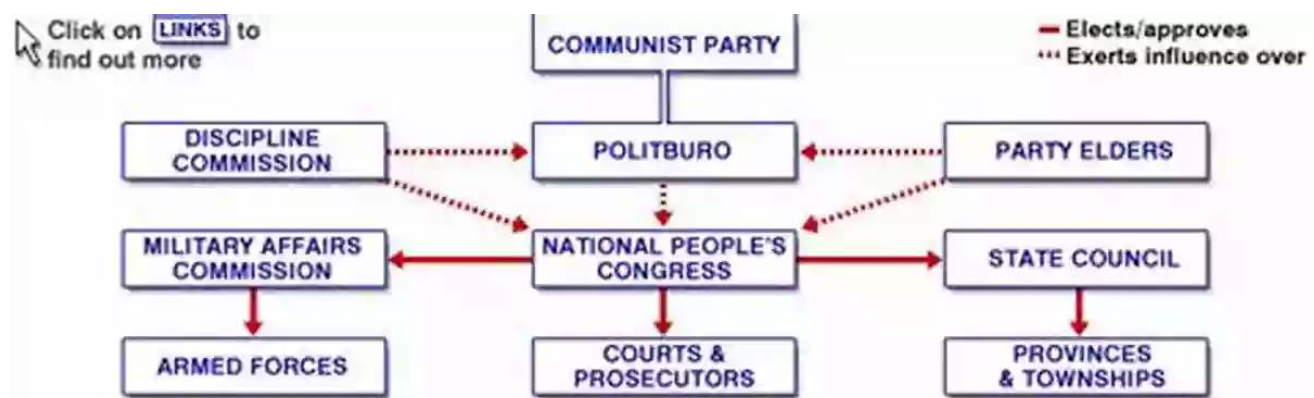 Click on LINKS to
find out more
COMMUNIST PARTY
Elects/approves
Exerts influence over
DISCIPLINE
COMMISSION
POLITBURO
PARTY ELDERS
MILITARY AFFAIRS
COMMISSION
NATIONAL PEOPLE'S
CONGRESS
STATE COUNCIL
ARMED FORCES
COURTS &
PROSECUTORS
PROVINCES
& TOWNSHIPS